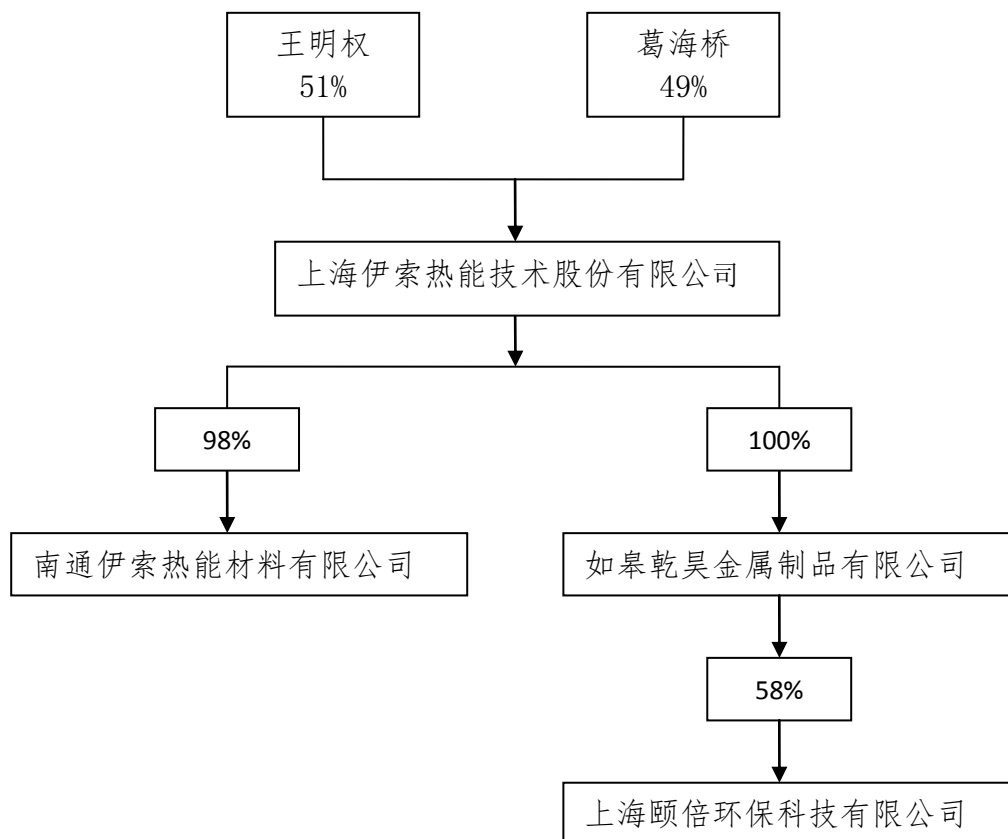 王明权
51%
葛海桥
49%
上海伊索热能技术股份有限公司
98%
100%
南通伊索热能材料有限公司
如皋乾昊金属制品有限公司
58%
上海颐倍环保科技有限公司